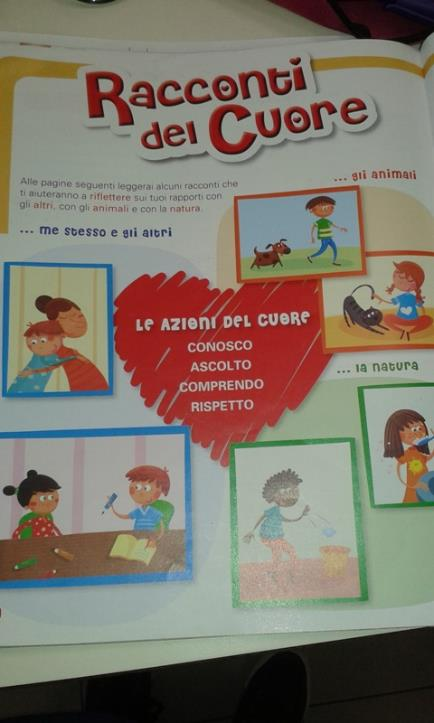 Racconti
del Cuore
Alle pagine seguenti leggerai alcuni racconti che
ti aiuteranno a riflettere sui tuoi rapporti con
gli altri, con gli animali e con la natura.
... gli animali
... me stesso e gli altri
LE AZIONI DEL CUORE
CONOSCO
ASCOLTO
COMPRENDO
RISPETTO
... la natura